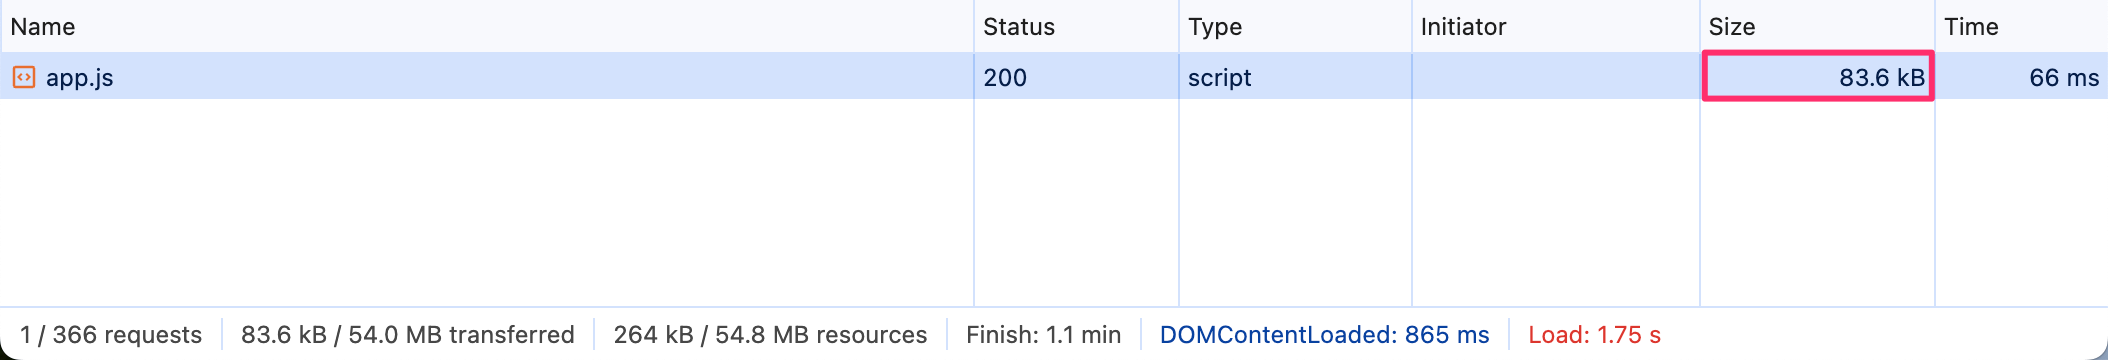 Name Status Type Initiator Size Time
app.js 200 script 83.6 kB 66 ms
1 / 366 requests 83.6 kB / 54.0 MB transferred 264 kB / 54.8 MB resources Finish: 1.1 min DOMContentLoaded: 865 ms Load: 1.75 s